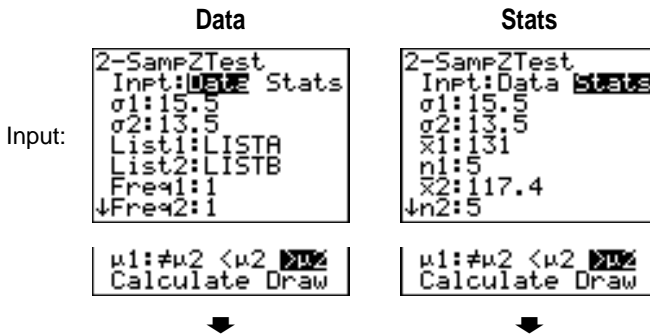 Data
Stats
Input:
2-SampZTest
Inpt:Data Stats
σ1:15.5
σ2:13.5
List1:LISTA
List2:LISTB
Freq1:1
↓Freq2:1
μ1:≠μ2 <μ2 >μ2
Calculate Draw
2-SampZTest
Inpt:Data Stats
σ1:15.5
σ2:13.5
x̄1:131
n1:5
x̄2:117.4
↓n2:5
μ1:≠μ2 <μ2 >μ2
Calculate Draw